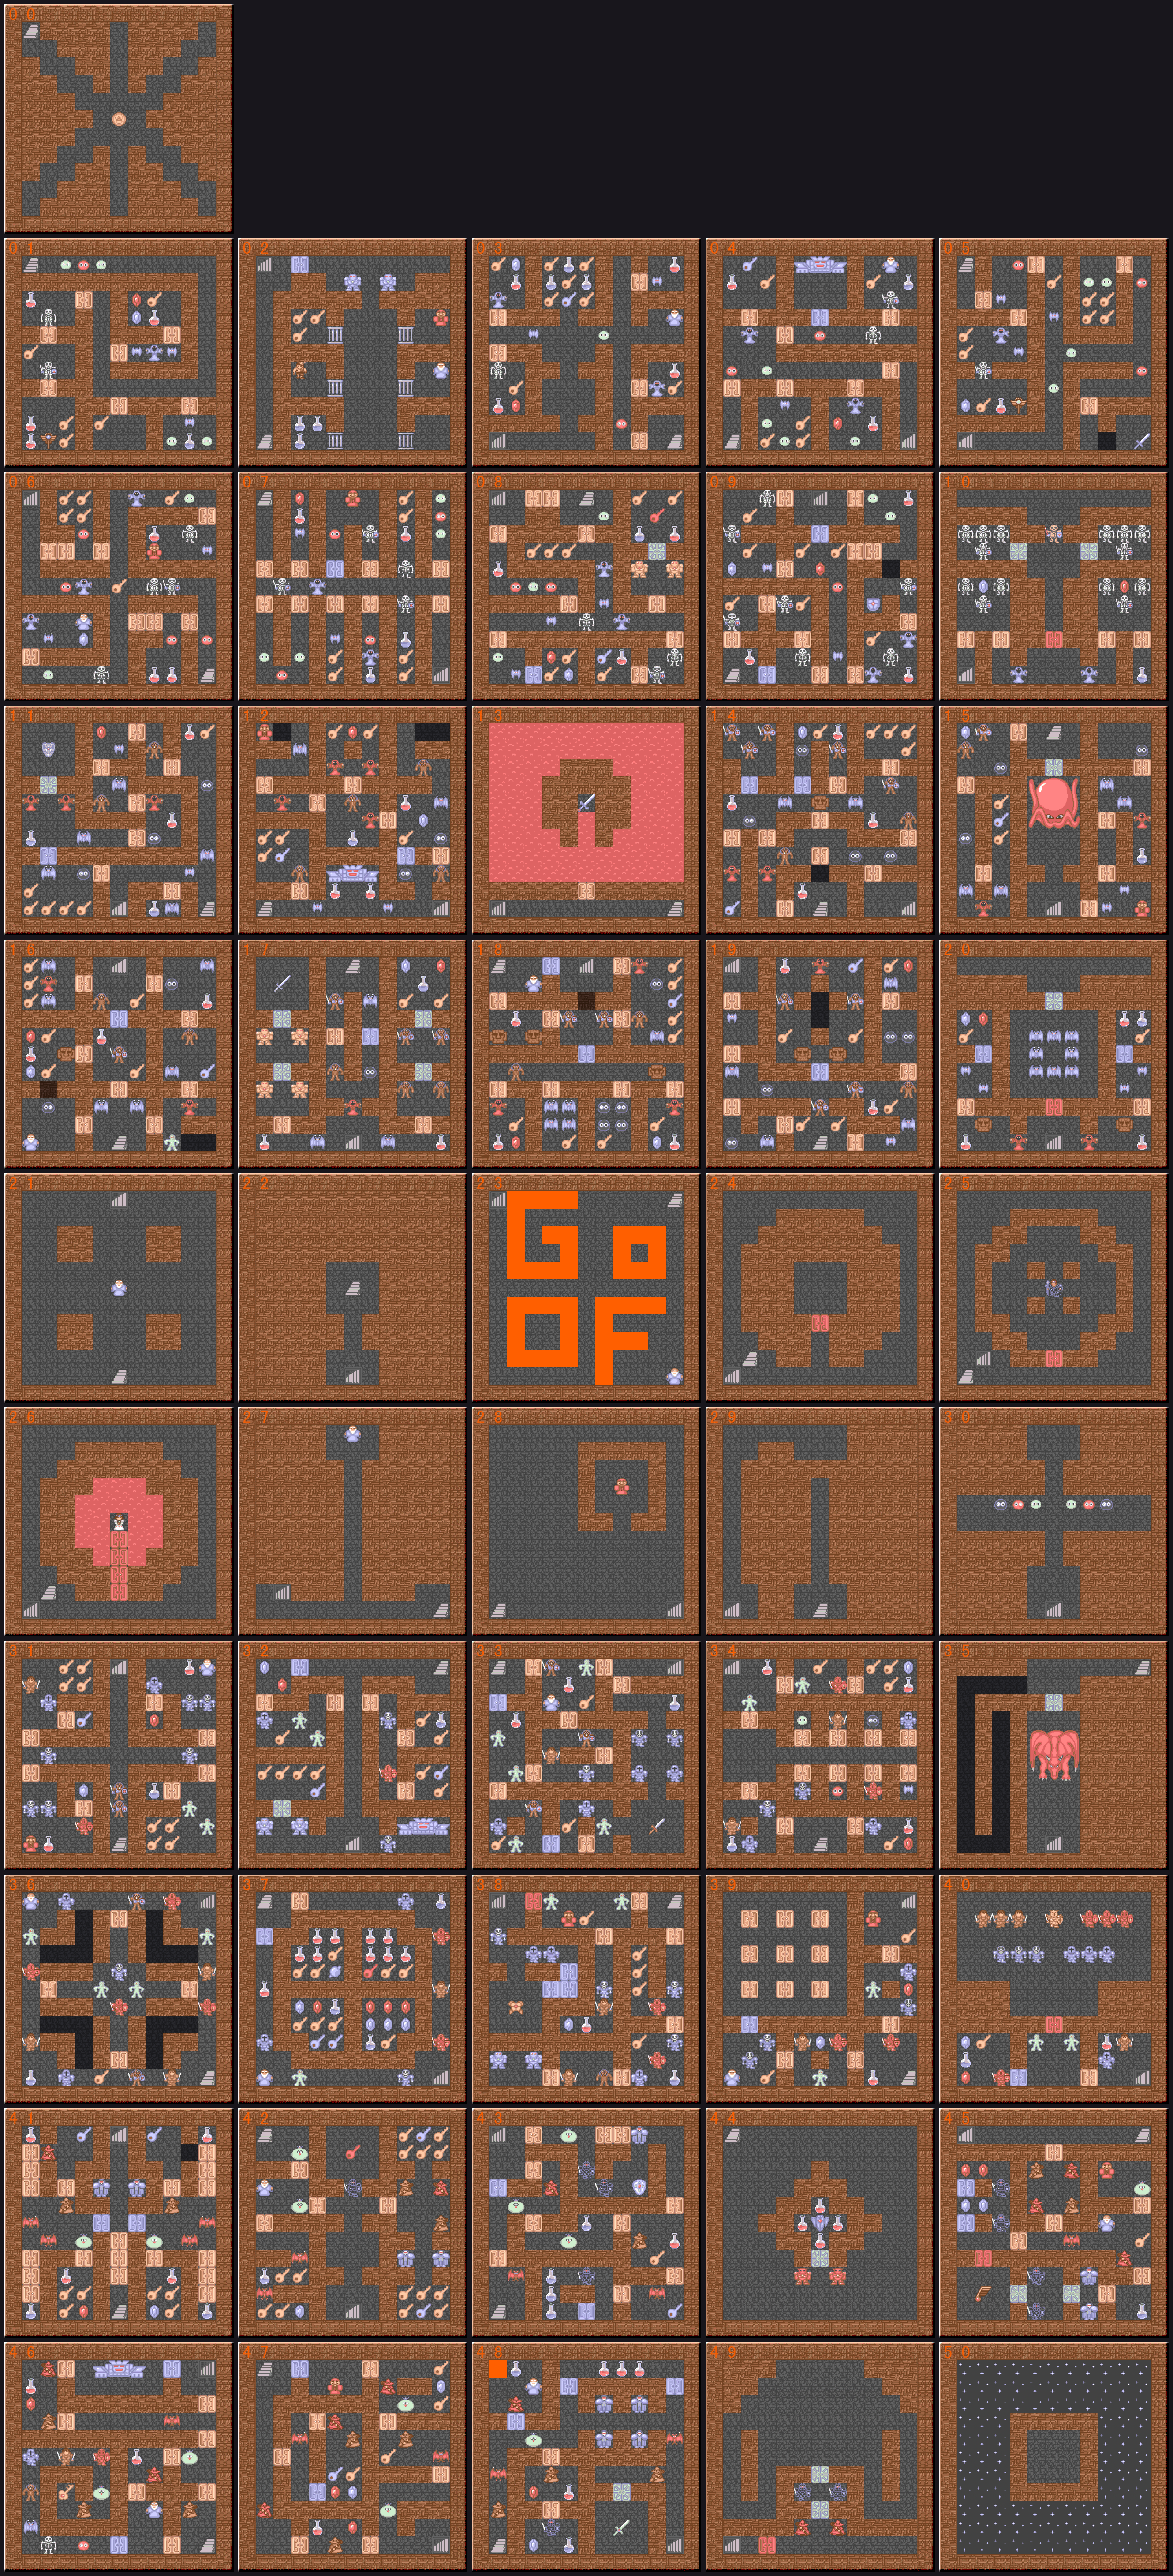 0 0
0 1 0 2 0 3 0 4 0 5
0 6 0 7 0 8 0 9 1 0
1 1 1 2 1 3 1 4 1 5
1 6 1 7 1 8 1 9 2 0
2 1 2 2 2 3 2 4 2 5
G O
O F
2 6 2 7 2 8 2 9 3 0
3 1 3 2 3 3 3 4 3 5
3 6 3 7 3 8 3 9 4 0
4 1 4 2 4 3 4 4 4 5
4 6 4 7 4 8 4 9 5 0